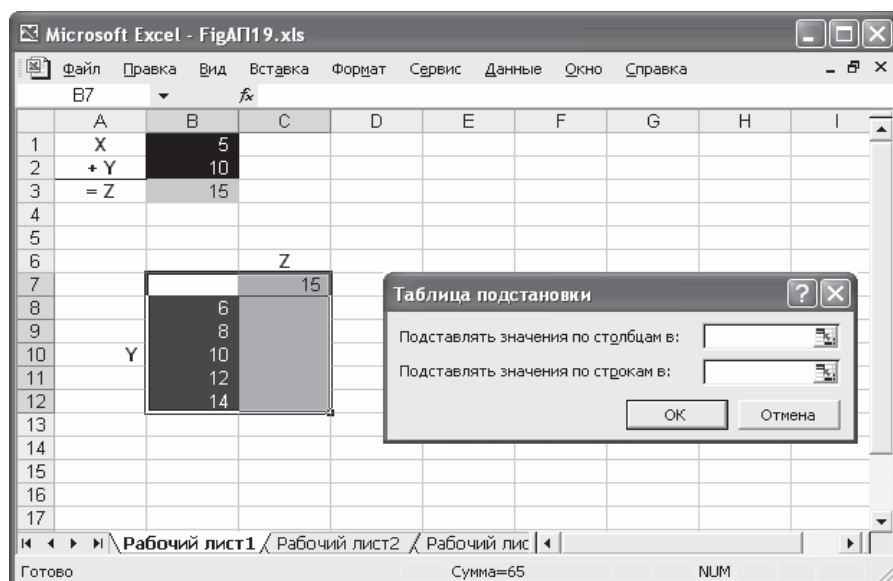 Microsoft Excel - FigАП19.xls
Файл Правка Вид Вставка Формат Сервис Данные Окно Справка
B7 fx
A B C D E F G H I
1 X 5
2 + Y 10
3 = Z 15
4
5
6 Z
7 15
8 6
9 8
10 Y 10
11 12
12 14
13
14
15
16
17
Таблица подстановки
Подставлять значения по столбцам в:
Подставлять значения по строкам в:
ОК Отмена
Рабочий лист1 Рабочий лист2 Рабочий лис
Готово Сумма=65 NUM